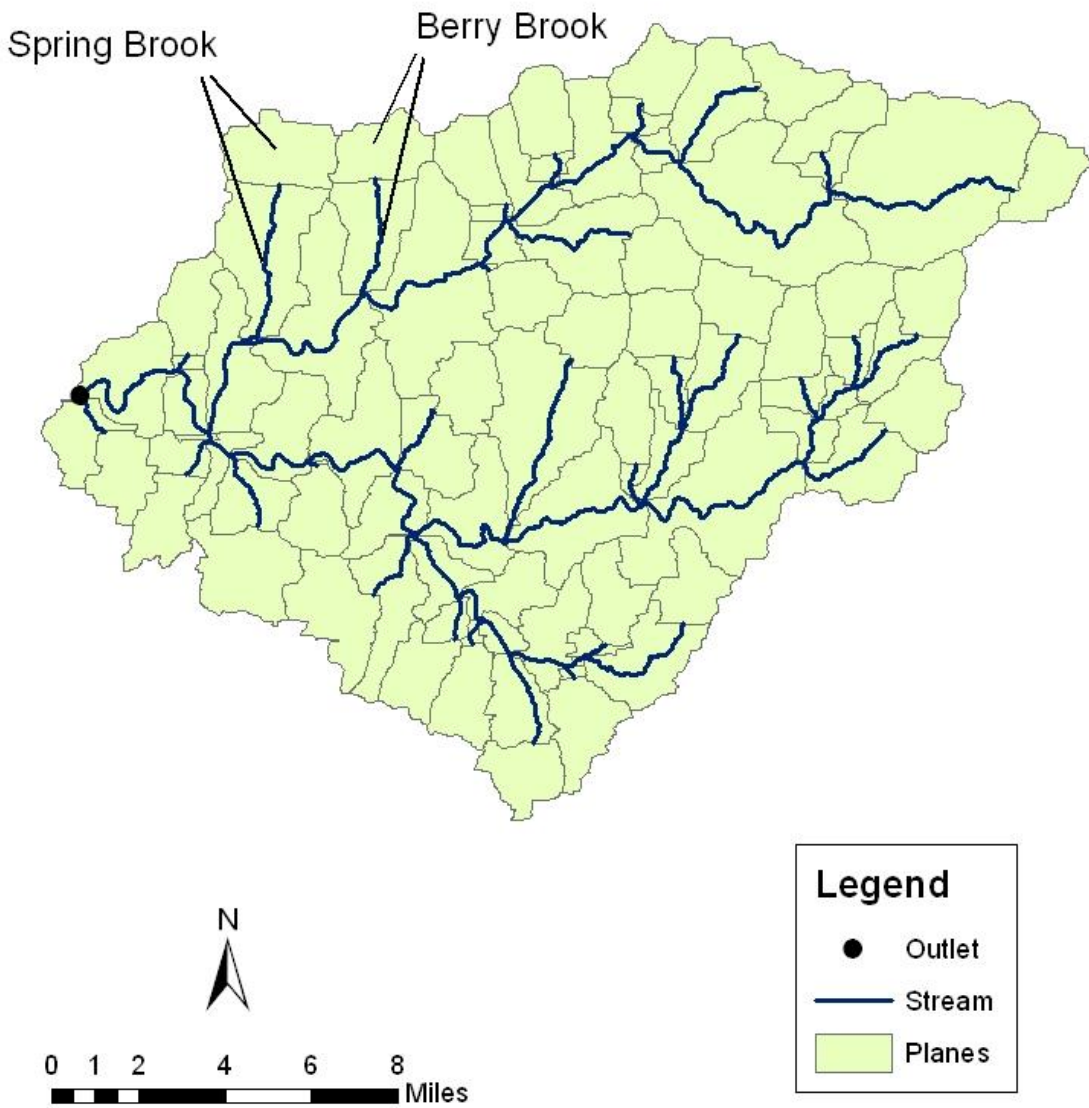 Spring Brook
Berry Brook
Legend
Outlet
Stream
Planes
N
0 1 2 4 6 8
Miles